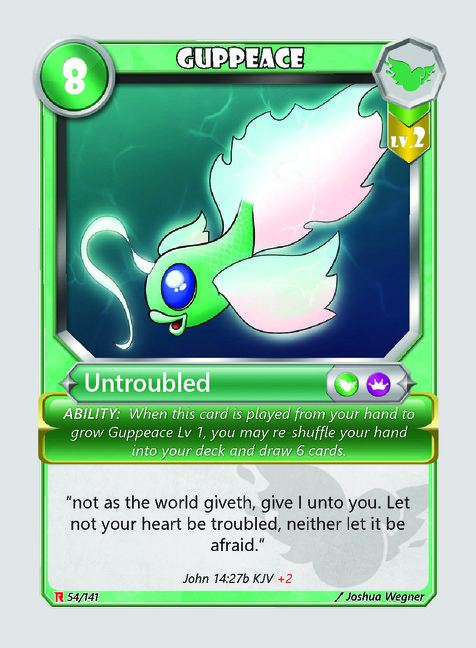 8
GUPPEACE
LV.2
Untroubled
ABILITY: When this card is played from your hand to
grow Guppeace Lv 1, you may re-shuffle your hand
into your deck and draw 6 cards.
"not as the world giveth, give I unto you. Let
not your heart be troubled, neither let it be
afraid."
John 14:27b KJV +2
R 54/141
Joshua Wegner